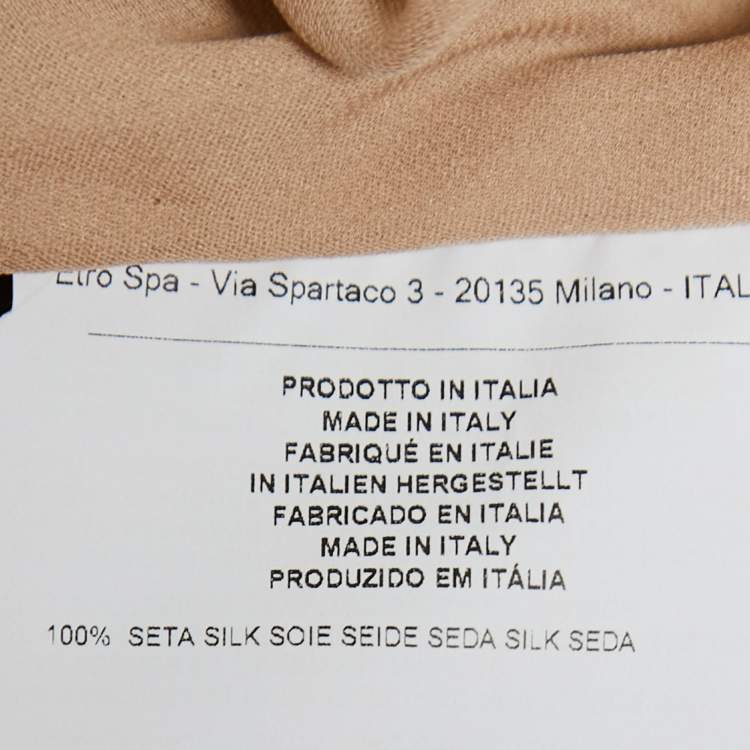 Etro Spa - Via Spartaco 3 - 20135 Milano - ITAL
PRODOTTO IN ITALIA
MADE IN ITALY
FABRIQUÉ EN ITALIE
IN ITALIEN HERGESTELLT
FABRICADO EN ITALIA
MADE IN ITALY
PRODUZIDO EM ITÁLIA
100% SETA SILK SOIE SEIDE SEDA SILK SEDA